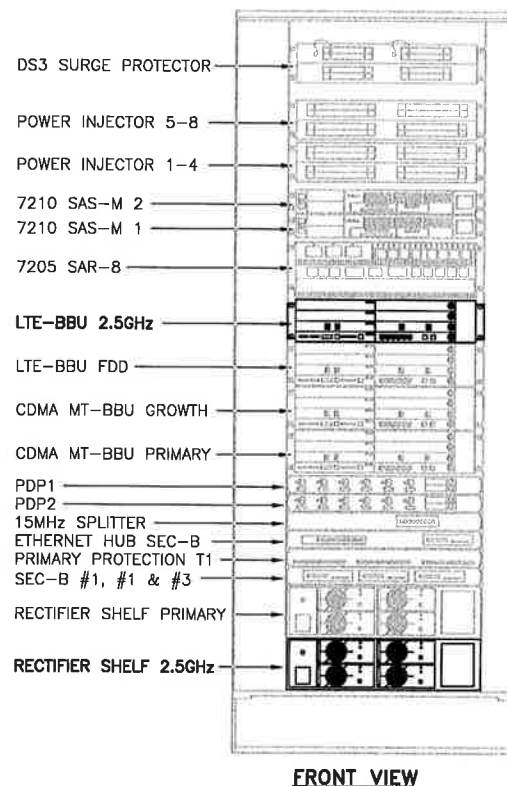 DS3 SURGE PROTECTOR
POWER INJECTOR 5-8
POWER INJECTOR 1-4
7210 SAS-M 2
7210 SAS-M 1
7205 SAR-8
LTE-BBU 2.5GHz
LTE-BBU FDD
CDMA MT-BBU GROWTH
CDMA MT-BBU PRIMARY
PDP1
PDP2
15MHz SPLITTER
ETHERNET HUB SEC-B
PRIMARY PROTECTION T1
SEC-B #1, #1 & #3
RECTIFIER SHELF PRIMARY
RECTIFIER SHELF 2.5GHz
FRONT VIEW